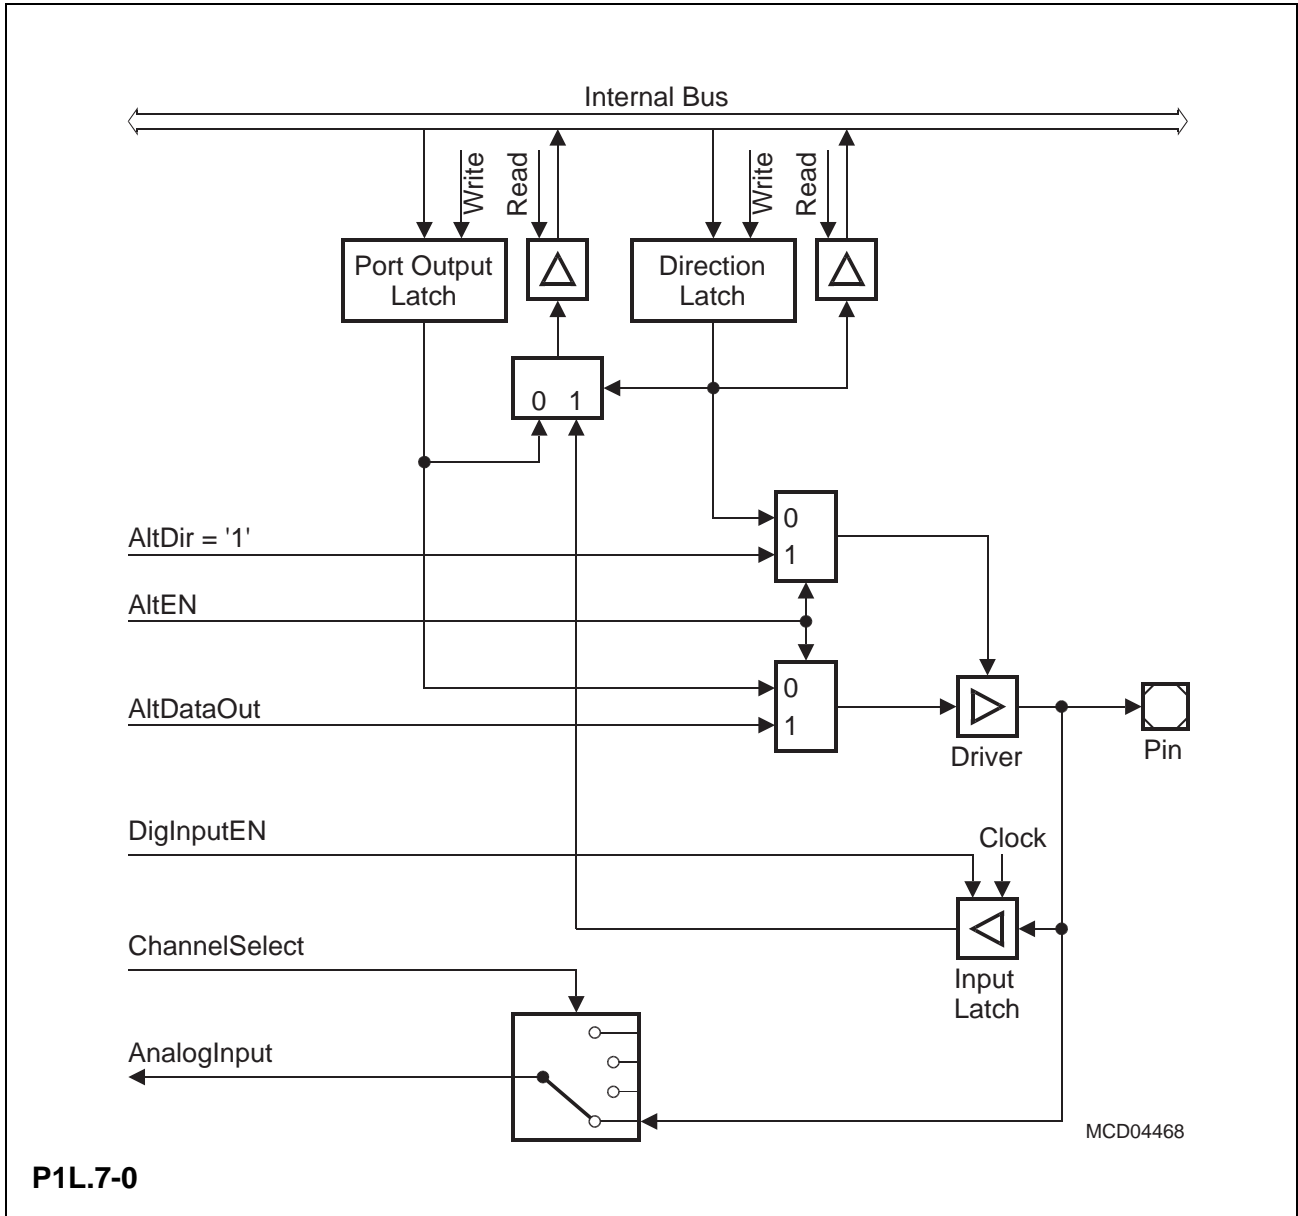 Internal Bus
Write
Read
Write
Read
Port Output
Latch
Direction
Latch
0 1
AltDir = '1'
0
1
AltEN
AltDataOut
0
1
Driver
Pin
DigInputEN
Clock
ChannelSelect
Input
Latch
AnalogInput
MCD04468
P1L.7-0